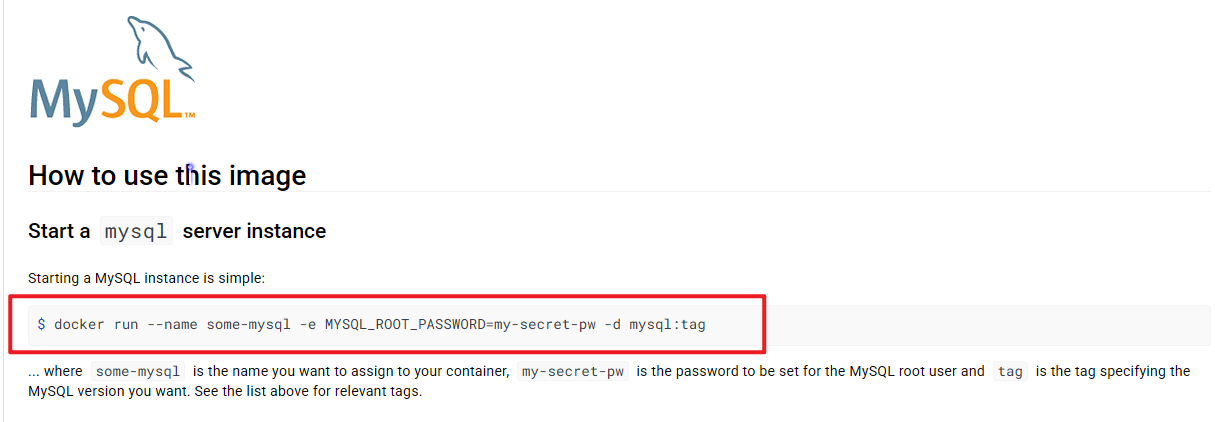 MySQL™
How to use this image
Start a mysql server instance
Starting a MySQL instance is simple:
$ docker run --name some-mysql -e MYSQL_ROOT_PASSWORD=my-secret-pw -d mysql:tag
... where some-mysql is the name you want to assign to your container, my-secret-pw is the password to be set for the MySQL root user and tag is the tag specifying the
MySQL version you want. See the list above for relevant tags.